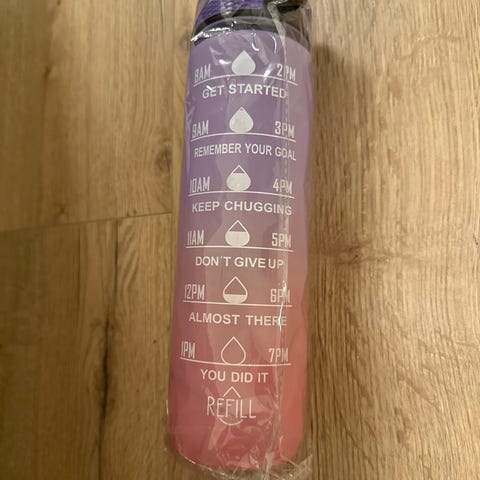 8AM 2PM
GET STARTED
9AM 3PM
REMEMBER YOUR GOAL
10AM 4PM
KEEP CHUGGING
11AM 5PM
DON'T GIVE UP
12PM 6PM
ALMOST THERE
1PM 7PM
YOU DID IT
REFILL